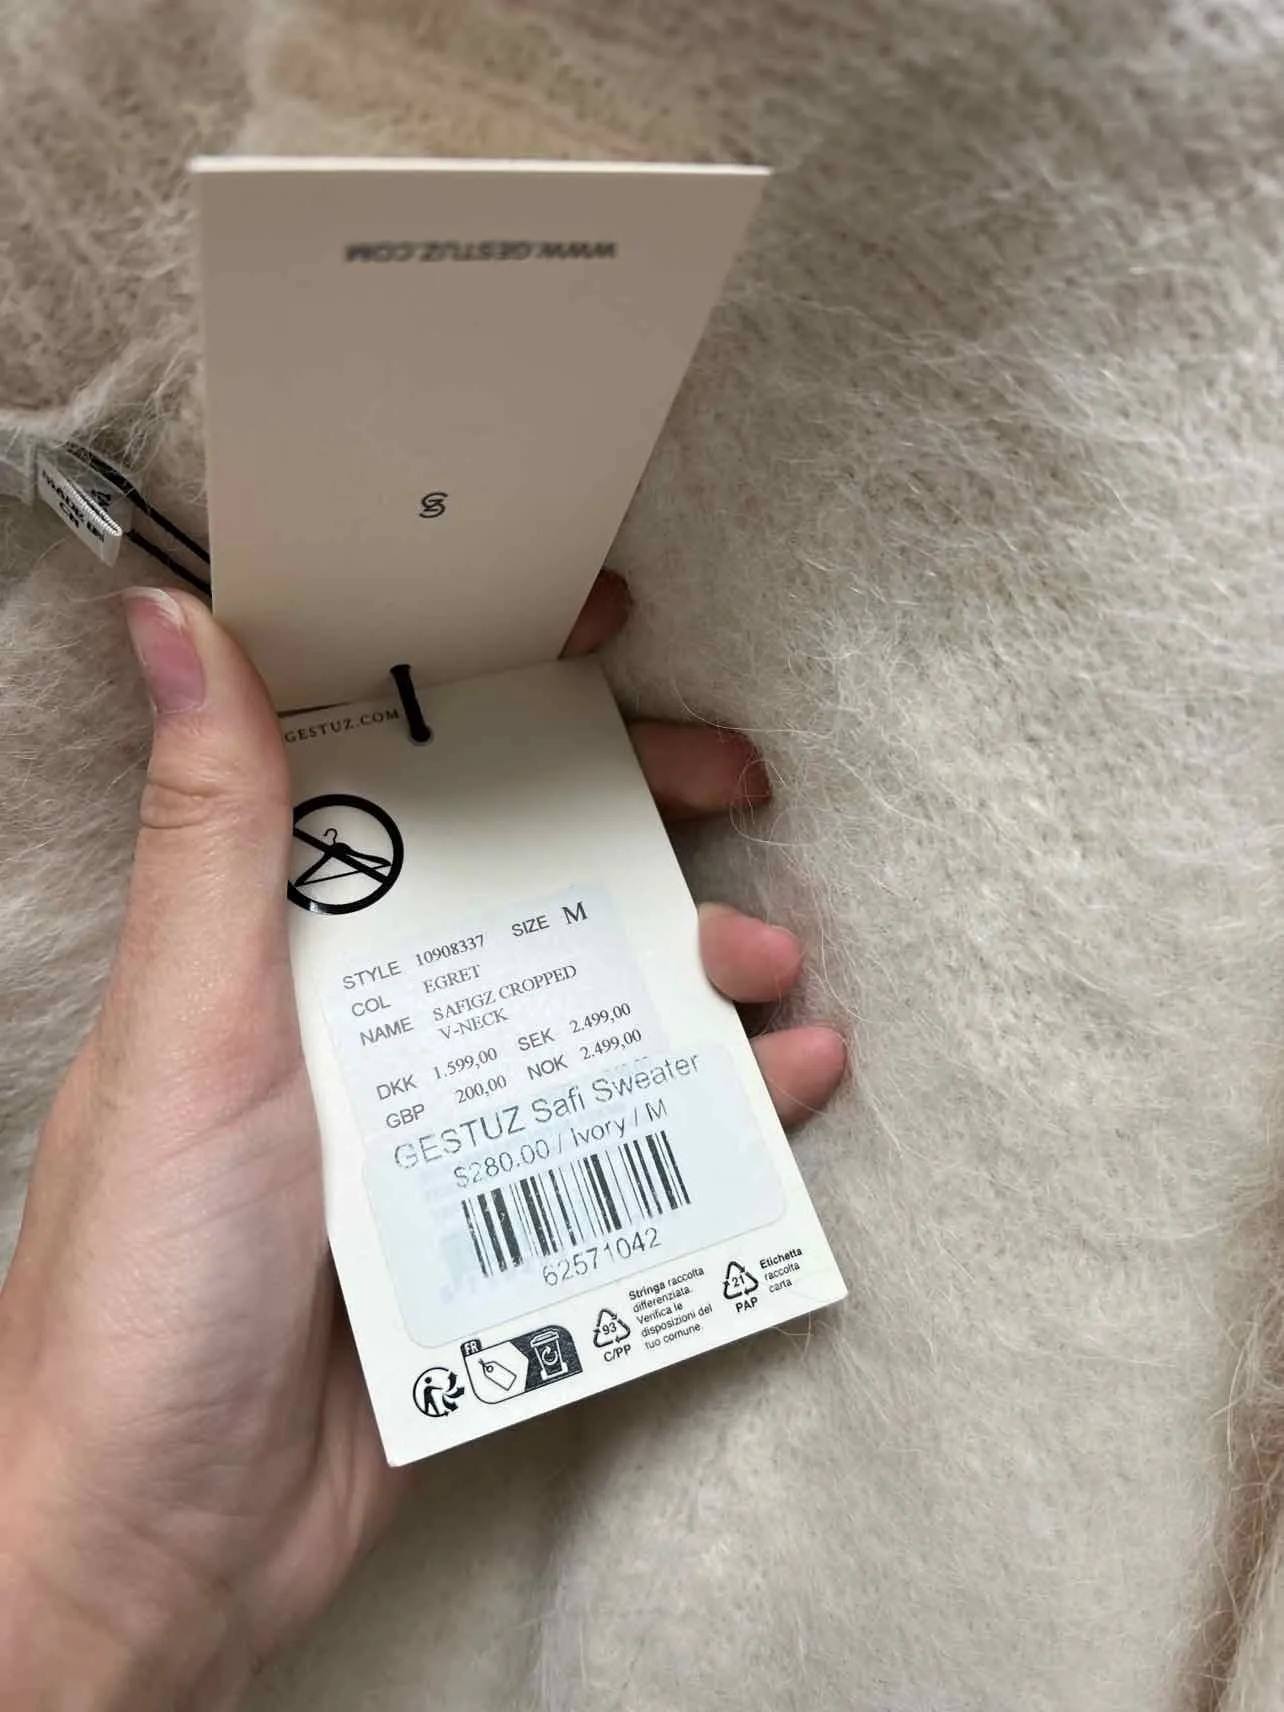 WWW.GESTUZ.COM
GESTUZ.COM
STYLE 10908337 SIZE M
COL EGRET
NAME SAFIGZ CROPPED
V-NECK
DKK 1.599,00 SEK 2.499,00
GBP 200,00 NOK 2.499,00
GESTUZ Safi Sweater
$280.00 / Ivory / M
62571042
FR
93
C/PP
Stringa raccolta
differenziata.
Verifica le
disposizioni del
tuo comune
21
PAP
Etichetta
raccolta
carta